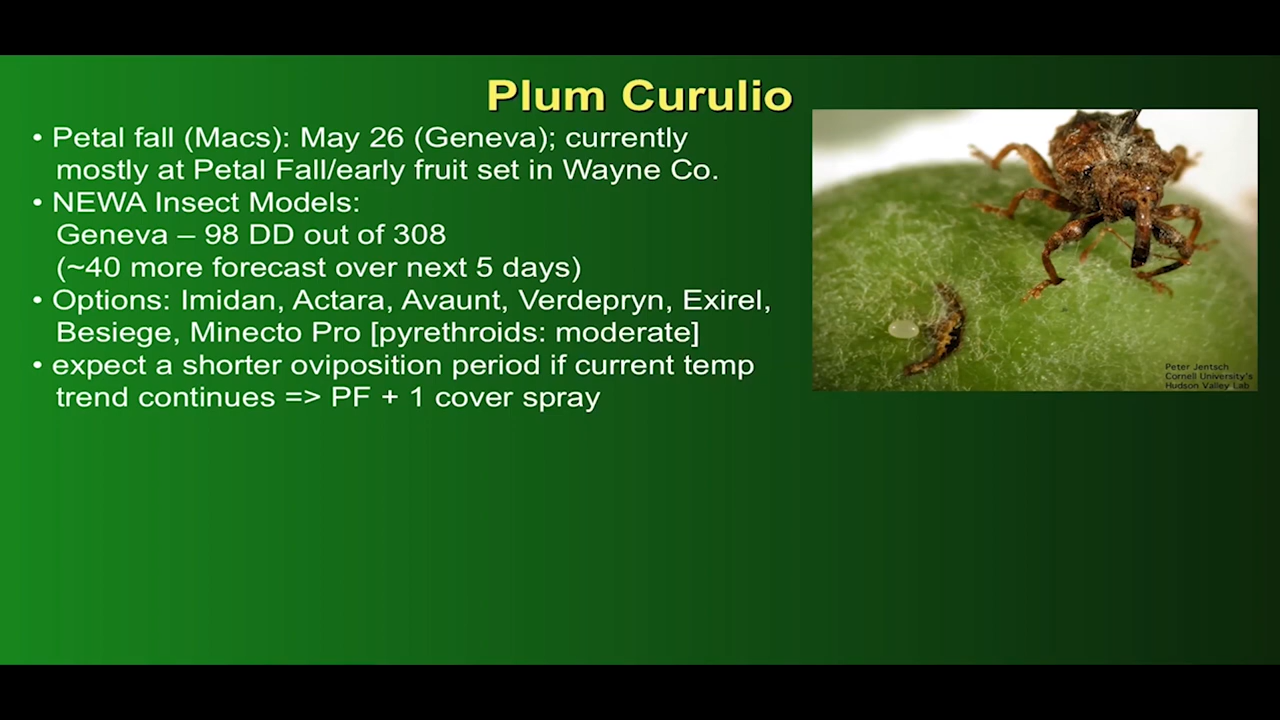 Plum Curulio
• Petal fall (Macs): May 26 (Geneva); currently
mostly at Petal Fall/early fruit set in Wayne Co.
• NEWA Insect Models:
Geneva – 98 DD out of 308
(~40 more forecast over next 5 days)
• Options: Imidan, Actara, Avaunt, Verdepryn, Exirel,
Besiege, Minecto Pro [pyrethroids: moderate]
• expect a shorter oviposition period if current temp
trend continues => PF + 1 cover spray
Peter Jentsch
Cornell University's
Hudson Valley Lab